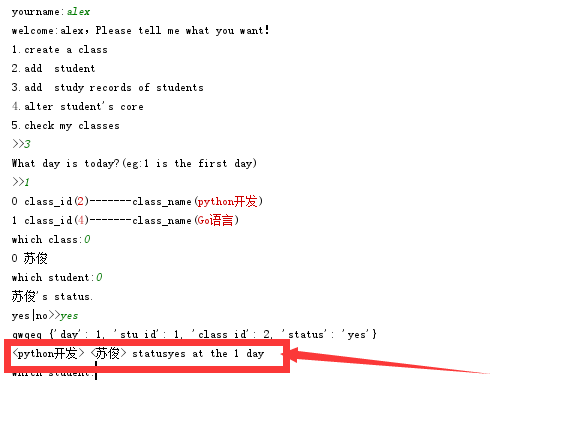 yourname:alex
welcome:alex，Please tell me what you want!
1.create a class
2.add  student
3.add  study records of students
4.alter student's core
5.check my classes
>>3
What day is today?(eg:1 is the first day)
>>1
0 class_id(2)-------class_name(python开发)
1 class_id(4)-------class_name(Go语言)
which class:0
0 苏俊
which student:0
苏俊's status.
yes|no>>yes
qwqeq {'day': 1, 'stu_id': 1, 'class_id': 2, 'status': 'yes'}
<python开发> <苏俊> statusyes at the 1 day
which student: